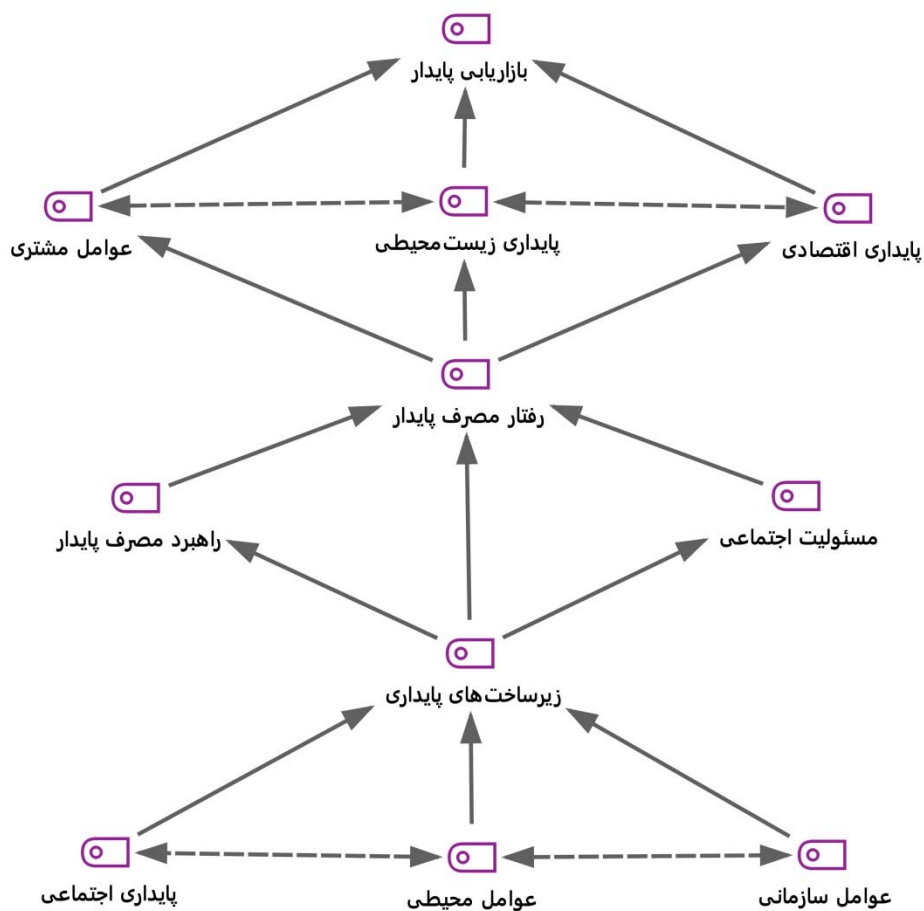 بازاریابی پایدار
پایداری اقتصادی
پایداری زیست‌محیطی
عوامل مشتری
رفتار مصرف پایدار
مسئولیت اجتماعی
راهبرد مصرف پایدار
زیرساخت‌های پایداری
عوامل سازمانی
عوامل محیطی
پایداری اجتماعی